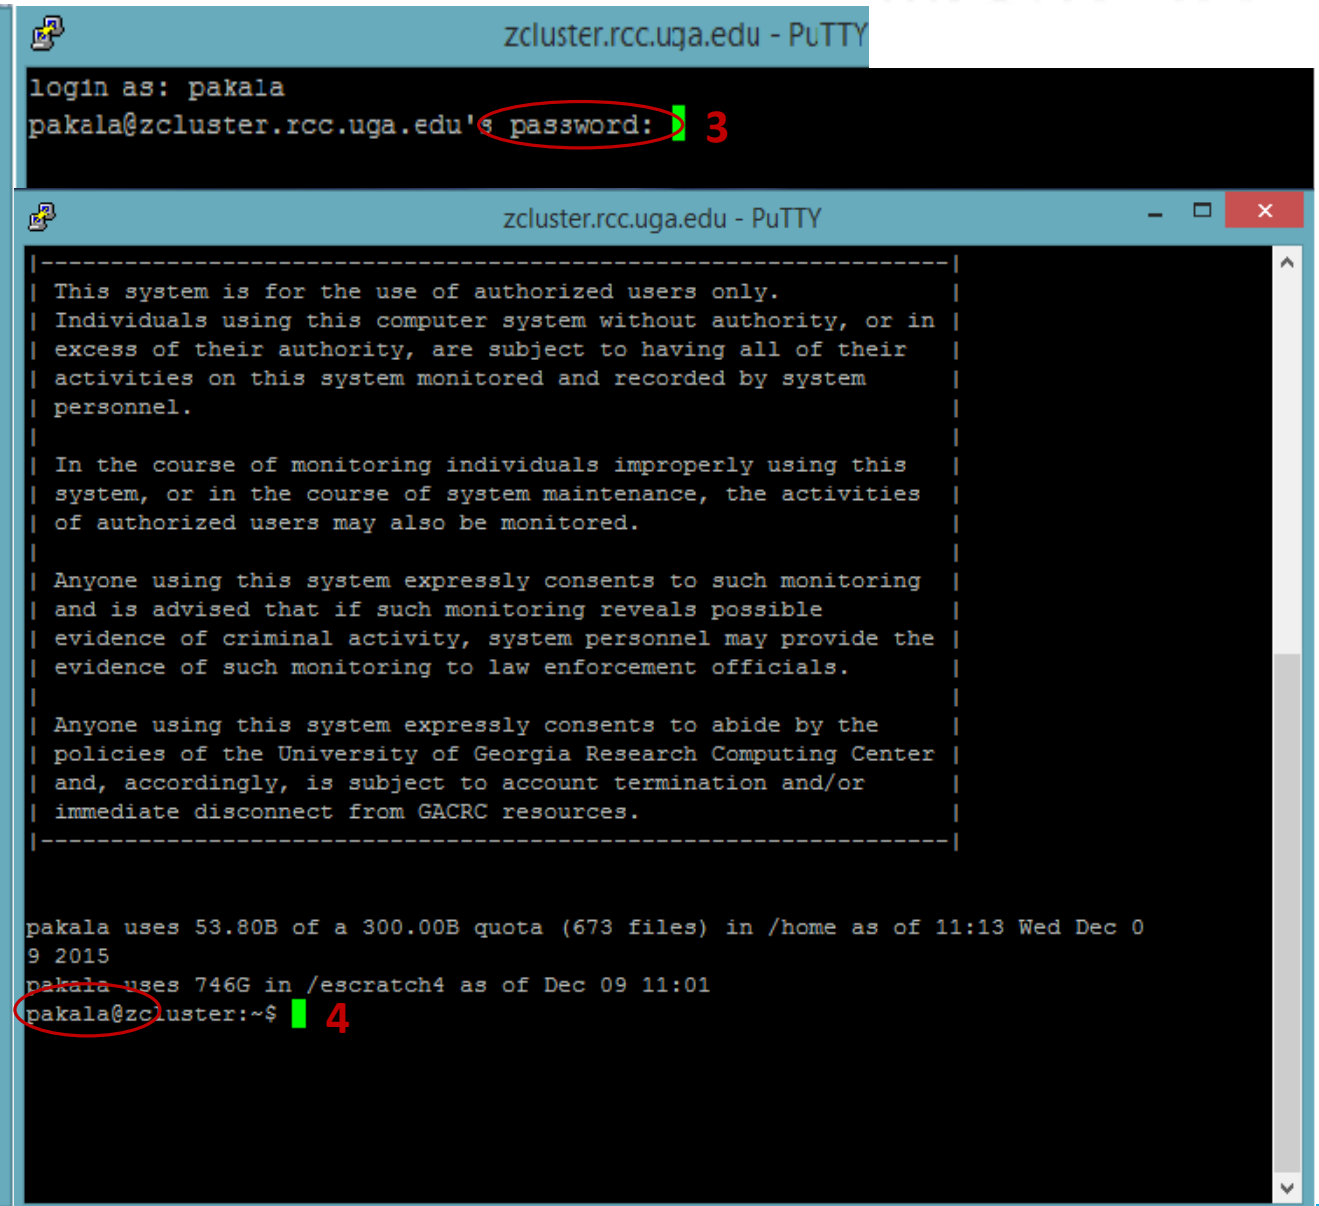 zcluster.rcc.uga.edu - PuTTY
login as: pakala
pakala@zcluster.rcc.uga.edu's password: 3
zcluster.rcc.uga.edu - PuTTY
|-----------------------------------------------------------------|
| This system is for the use of authorized users only. |
| Individuals using this computer system without authority, or in |
| excess of their authority, are subject to having all of their |
| activities on this system monitored and recorded by system |
| personnel. |
| |
| In the course of monitoring individuals improperly using this |
| system, or in the course of system maintenance, the activities |
| of authorized users may also be monitored. |
| |
| Anyone using this system expressly consents to such monitoring |
| and is advised that if such monitoring reveals possible |
| evidence of criminal activity, system personnel may provide the |
| evidence of such monitoring to law enforcement officials. |
| |
| Anyone using this system expressly consents to abide by the |
| policies of the University of Georgia Research Computing Center |
| and, accordingly, is subject to account termination and/or |
| immediate disconnect from GACRC resources. |
|-----------------------------------------------------------------|
pakala uses 53.80B of a 300.00B quota (673 files) in /home as of 11:13 Wed Dec 0
9 2015
pakala uses 746G in /escratch4 as of Dec 09 11:01
pakala@zcluster:~$ 4